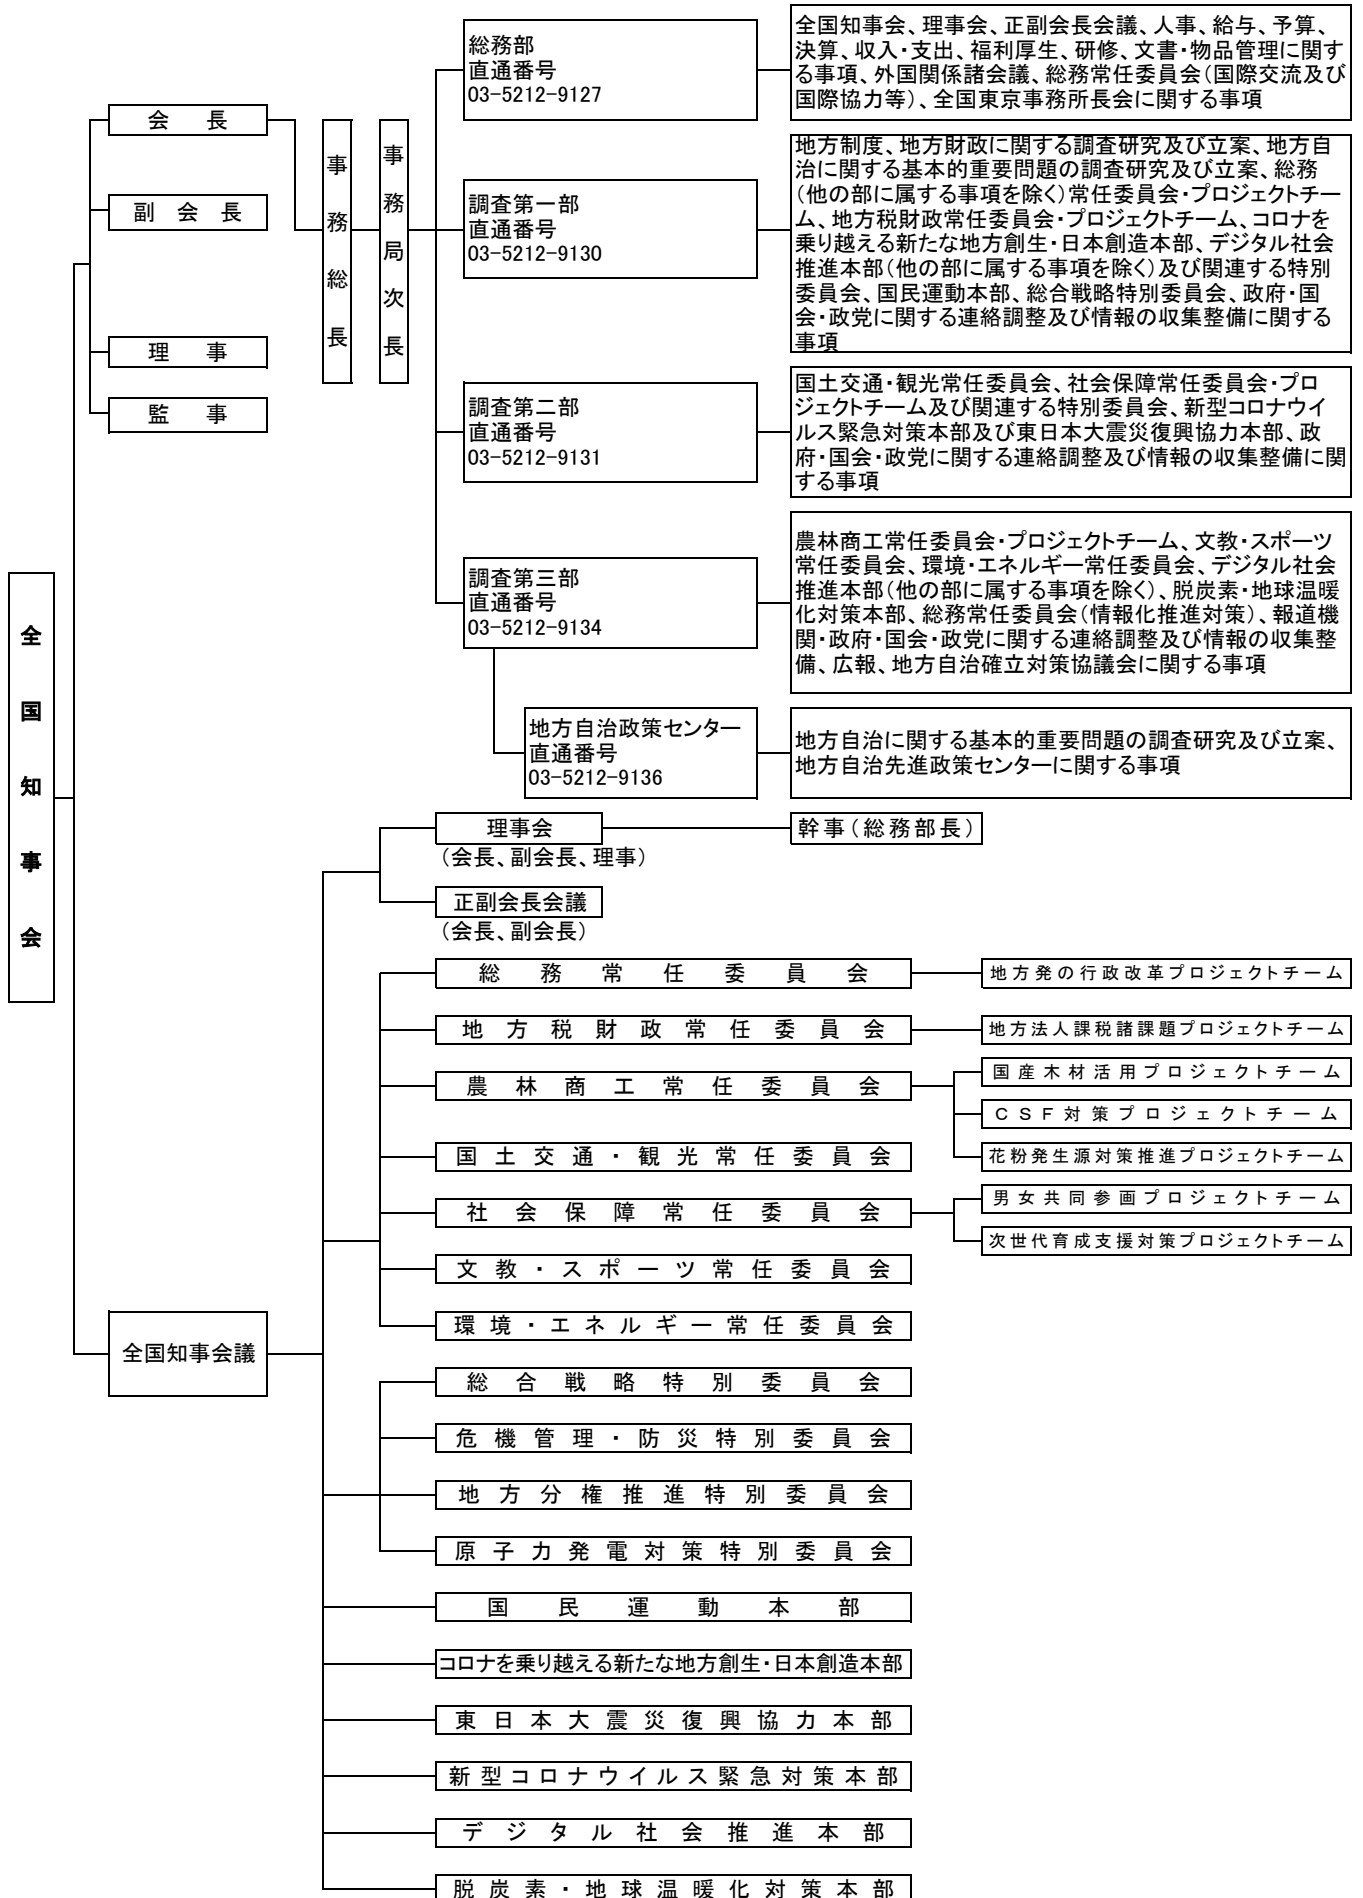 全国知事会
会長
副会長
理事
監事
事務総長
事務局次長
総務部
直通番号
03-5212-9127
全国知事会、理事会、正副会長会議、人事、給与、予算、
決算、収入・支出、福利厚生、研修、文書・物品管理に関す
る事項、外国関係諸会議、総務常任委員会(国際交流及び
国際協力等)、全国東京事務所長会に関する事項
調査第一部
直通番号
03-5212-9130
地方制度、地方財政に関する調査研究及び立案、地方自
治に関する基本的重要問題の調査研究及び立案、総務
(他の部に属する事項を除く)常任委員会・プロジェクトチー
ム、地方税財政常任委員会・プロジェクトチーム、コロナを
乗り越える新たな地方創生・日本創造本部、デジタル社会
推進本部(他の部に属する事項を除く)及び関連する特別
委員会、国民運動本部、総合戦略特別委員会、政府・国
会・政党に関する連絡調整及び情報の収集整備に関する
事項
調査第二部
直通番号
03-5212-9131
国土交通・観光常任委員会、社会保障常任委員会・プロ
ジェクトチーム及び関連する特別委員会、新型コロナウイ
ルス緊急対策本部及び東日本大震災復興協力本部、政
府・国会・政党に関する連絡調整及び情報の収集整備に関
する事項
調査第三部
直通番号
03-5212-9134
農林商工常任委員会・プロジェクトチーム、文教・スポーツ
常任委員会、環境・エネルギー常任委員会、デジタル社会
推進本部(他の部に属する事項を除く)、脱炭素・地球温暖
化対策本部、総務常任委員会(情報化推進対策)、報道機
関・政府・国会・政党に関する連絡調整及び情報の収集整
備、広報、地方自治確立対策協議会に関する事項
地方自治政策センター
直通番号
03-5212-9136
地方自治に関する基本的重要問題の調査研究及び立案、
地方自治先進政策センターに関する事項
全国知事会議
理事会
(会長、副会長、理事)
幹事(総務部長)
正副会長会議
(会長、副会長)
総務常任委員会
地方発の行政改革プロジェクトチーム
地方税財政常任委員会
地方法人課税諸課題プロジェクトチーム
農林商工常任委員会
国産木材活用プロジェクトチーム
CSF対策プロジェクトチーム
花粉発生源対策推進プロジェクトチーム
国土交通・観光常任委員会
社会保障常任委員会
男女共同参画プロジェクトチーム
次世代育成支援対策プロジェクトチーム
文教・スポーツ常任委員会
環境・エネルギー常任委員会
総合戦略特別委員会
危機管理・防災特別委員会
地方分権推進特別委員会
原子力発電対策特別委員会
国民運動本部
コロナを乗り越える新たな地方創生・日本創造本部
東日本大震災復興協力本部
新型コロナウイルス緊急対策本部
デジタル社会推進本部
脱炭素・地球温暖化対策本部